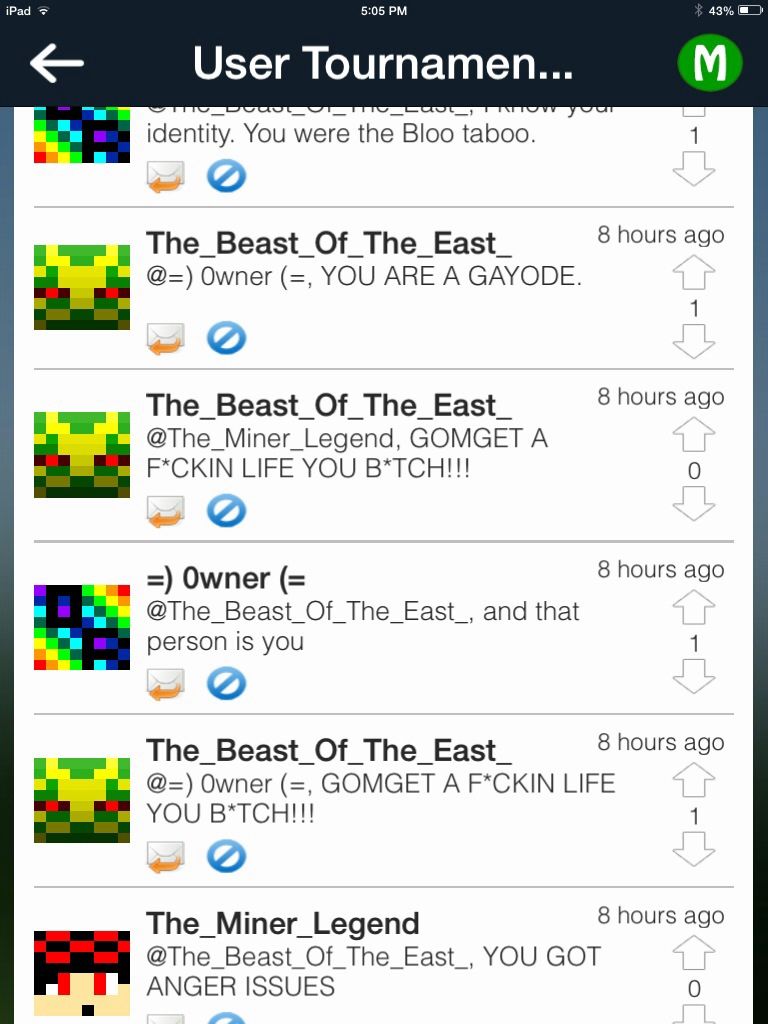 iPad 5:05 PM 43%
User Tournamen... M
@The_Beast_Of_The_East_, I know your
identity. You were the Bloo taboo.
1
The_Beast_Of_The_East_ 8 hours ago
@=) 0wner (=, YOU ARE A GAYODE.
1
The_Beast_Of_The_East_ 8 hours ago
@The_Miner_Legend, GOMGET A
F*CKIN LIFE YOU B*TCH!!!
0
=) 0wner (= 8 hours ago
@The_Beast_Of_The_East_, and that
person is you
1
The_Beast_Of_The_East_ 8 hours ago
@=) 0wner (=, GOMGET A F*CKIN LIFE
YOU B*TCH!!!
1
The_Miner_Legend 8 hours ago
@The_Beast_Of_The_East_, YOU GOT
ANGER ISSUES
0